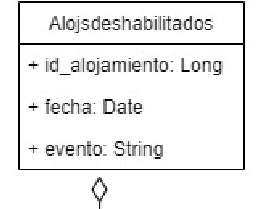 Alojsdeshabilitados
+ id_alojamiento: Long
+ fecha: Date
+ evento: String